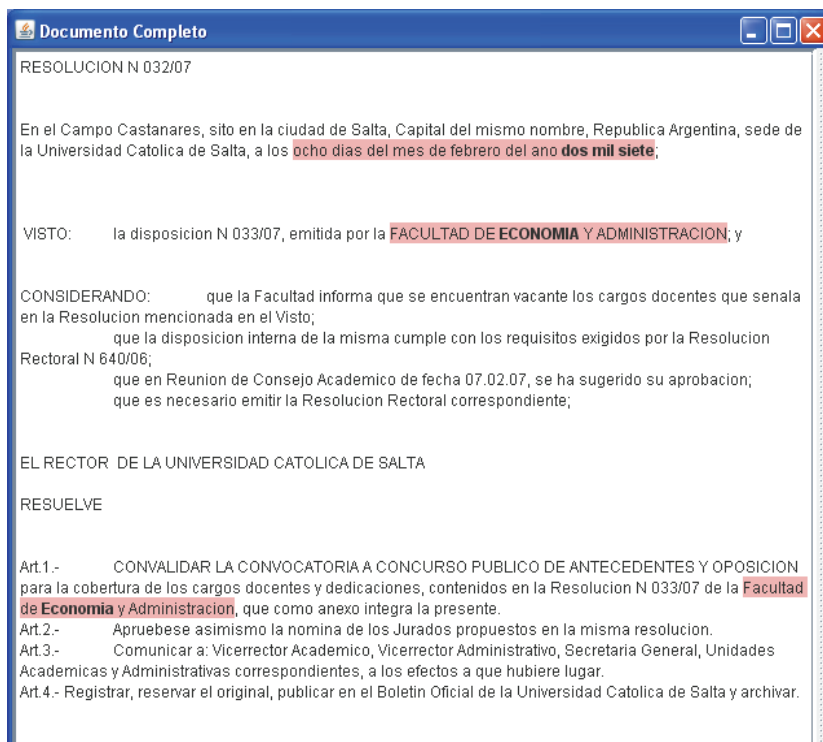 Documento Completo
RESOLUCION N 032/07
En el Campo Castanares, sito en la ciudad de Salta, Capital del mismo nombre, Republica Argentina, sede de
la Universidad Catolica de Salta, a los ocho dias del mes de febrero del ano dos mil siete;
VISTO: la disposicion N 033/07, emitida por la FACULTAD DE ECONOMIA Y ADMINISTRACION; y
CONSIDERANDO: que la Facultad informa que se encuentran vacante los cargos docentes que senala
en la Resolucion mencionada en el Visto;
que la disposicion interna de la misma cumple con los requisitos exigidos por la Resolucion
Rectoral N 640/06;
que en Reunion de Consejo Academico de fecha 07.02.07, se ha sugerido su aprobacion;
que es necesario emitir la Resolucion Rectoral correspondiente;
EL RECTOR DE LA UNIVERSIDAD CATOLICA DE SALTA
RESUELVE
Art.1.- CONVALIDAR LA CONVOCATORIA A CONCURSO PUBLICO DE ANTECEDENTES Y OPOSICION
para la cobertura de los cargos docentes y dedicaciones, contenidos en la Resolucion N 033/07 de la Facultad
de Economia y Administracion, que como anexo integra la presente.
Art.2.- Apruebese asimismo la nomina de los Jurados propuestos en la misma resolucion.
Art.3.- Comunicar a: Vicerrector Academico, Vicerrector Administrativo, Secretaria General, Unidades
Academicas y Administrativas correspondientes, a los efectos a que hubiere lugar.
Art.4.- Registrar, reservar el original, publicar en el Boletin Oficial de la Universidad Catolica de Salta y archivar.